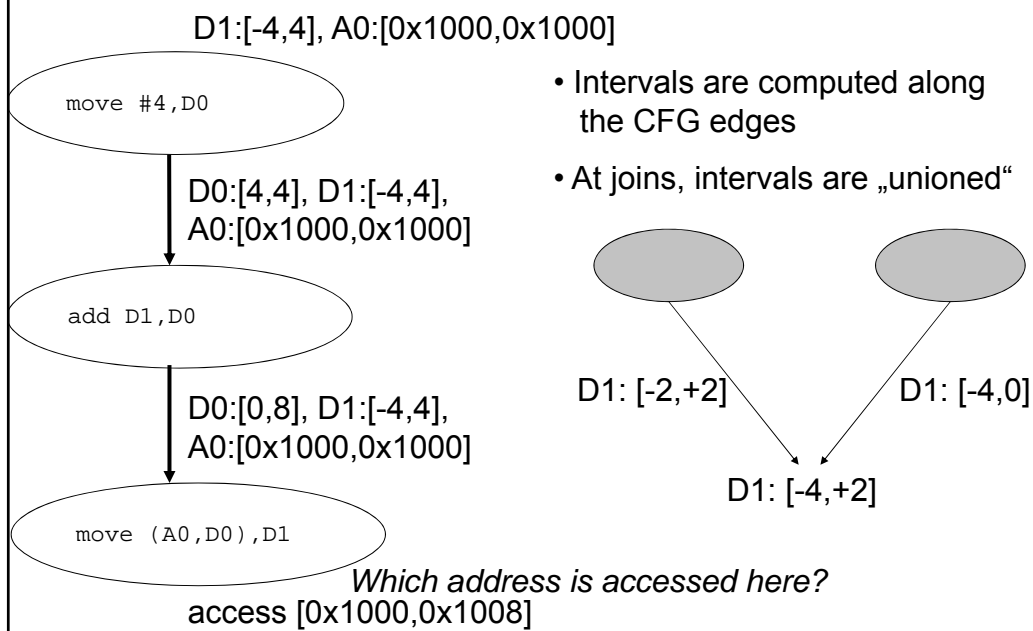 D1:[-4,4], A0:[0x1000,0x1000]
move #4,D0
D0:[4,4], D1:[-4,4],
A0:[0x1000,0x1000]
add D1,D0
D0:[0,8], D1:[-4,4],
A0:[0x1000,0x1000]
move (A0,D0),D1
Which address is accessed here?
access [0x1000,0x1008]
• Intervals are computed along
the CFG edges
• At joins, intervals are „unioned“
D1: [-2,+2]
D1: [-4,0]
D1: [-4,+2]